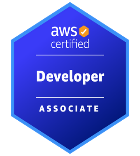 aws
certified
Developer
ASSOCIATE